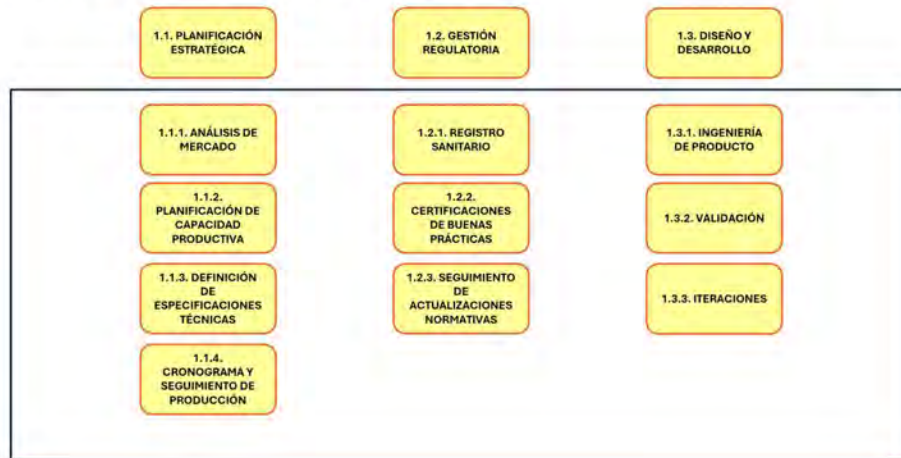 1.1. PLANIFICACIÓN
ESTRATÉGICA
1.2. GESTIÓN
REGULATORIA
1.3. DISEÑO Y
DESARROLLO
1.1.1. ANÁLISIS DE
MERCADO
1.2.1. REGISTRO
SANITARIO
1.3.1. INGENIERÍA
DE PRODUCTO
1.1.2.
PLANIFICACIÓN DE
CAPACIDAD
PRODUCTIVA
1.2.2.
CERTIFICACIONES
DE BUENAS
PRÁCTICAS
1.3.2. VALIDACIÓN
1.1.3. DEFINICIÓN
DE
ESPECIFICACIONES
TÉCNICAS
1.2.3. SEGUIMIENTO
DE
ACTUALIZACIONES
NORMATIVAS
1.3.3. ITERACIONES
1.1.4.
CRONOGRAMA Y
SEGUIMIENTO DE
PRODUCCIÓN